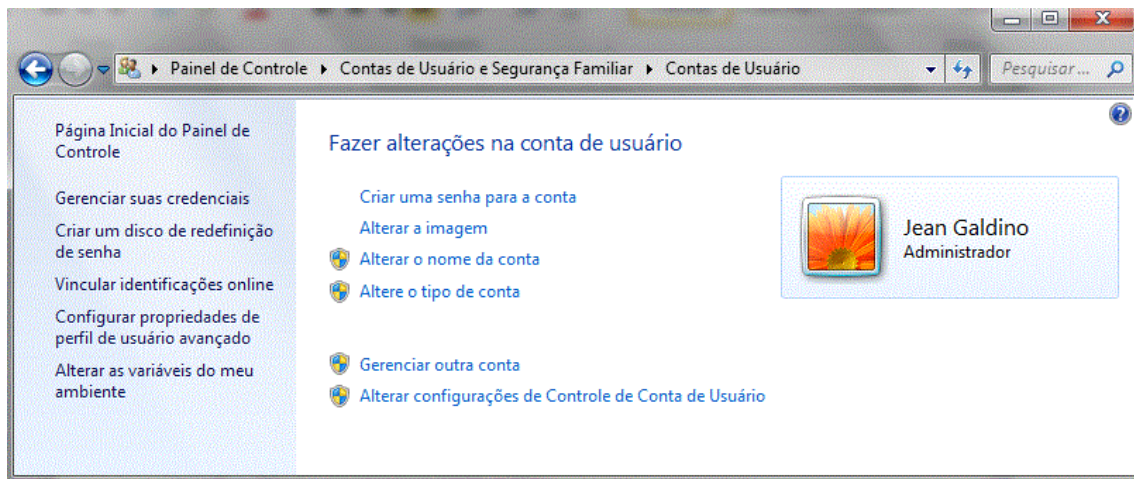 Painel de Controle ▸ Contas de Usuário e Segurança Familiar ▸ Contas de Usuário
Pesquisar...
Página Inicial do Painel de
Controle
Gerenciar suas credenciais
Criar um disco de redefinição
de senha
Vincular identificações online
Configurar propriedades de
perfil de usuário avançado
Alterar as variáveis do meu
ambiente
Fazer alterações na conta de usuário
Criar uma senha para a conta
Alterar a imagem
Alterar o nome da conta
Altere o tipo de conta
Gerenciar outra conta
Alterar configurações de Controle de Conta de Usuário
Jean Galdino
Administrador